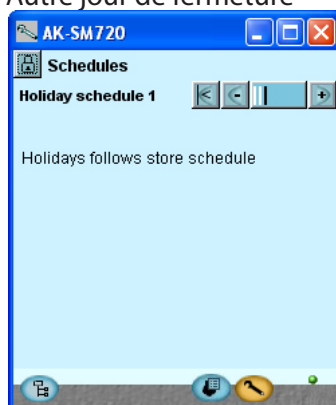 Autre jour de fermeture
AK-SM720
Schedules
Holiday schedule 1
Holidays follows store schedule